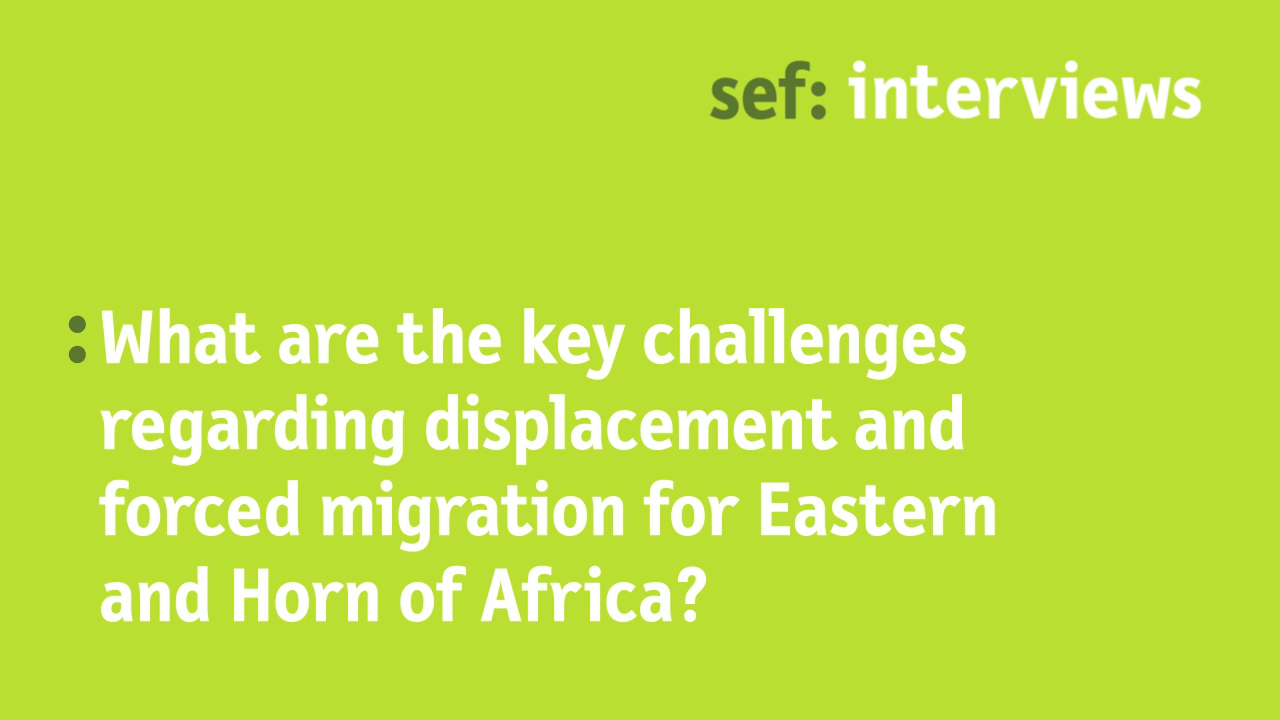 sef: interviews
: What are the key challenges
regarding displacement and
forced migration for Eastern
and Horn of Africa?